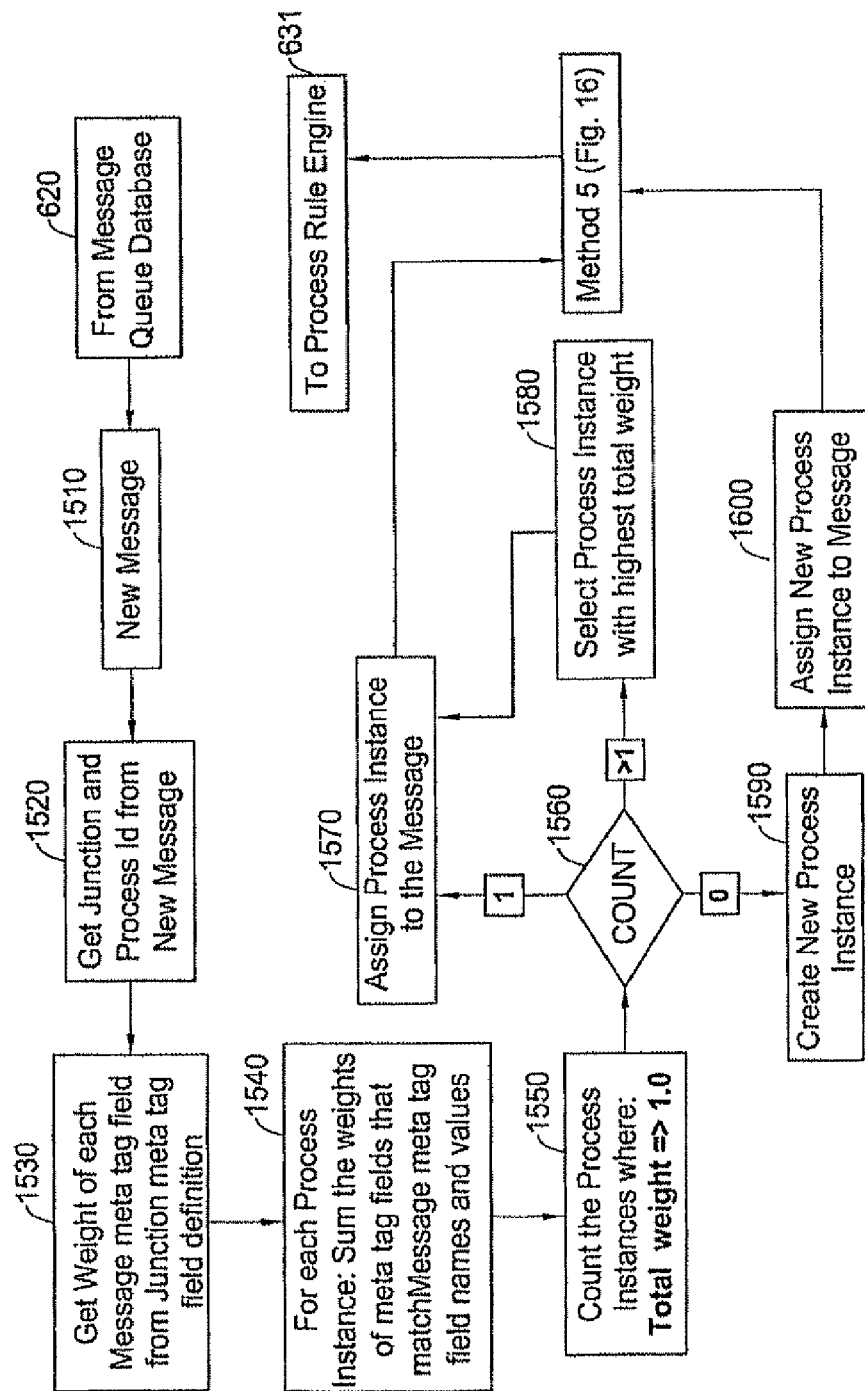 620
From Message
Queue Database
1510
New Message
1520
Get Junction and
Process Id from
New Message
1530
Get Weight of each
Message meta tag field
from Junction meta tag
field definition
1540
For each Process
Instance: Sum the weights
of meta tag fields that
matchMessage meta tag
field names and values
1550
Count the Process
Instances where:
Total weight => 1.0
1560
COUNT
1
>1
0
1570
Assign Process Instance
to the Message
1580
Select Process Instance
with highest total weight
1590
Create New Process
Instance
1600
Assign New Process
Instance to Message
Method 5 (Fig. 16)
631
To Process Rule Engine